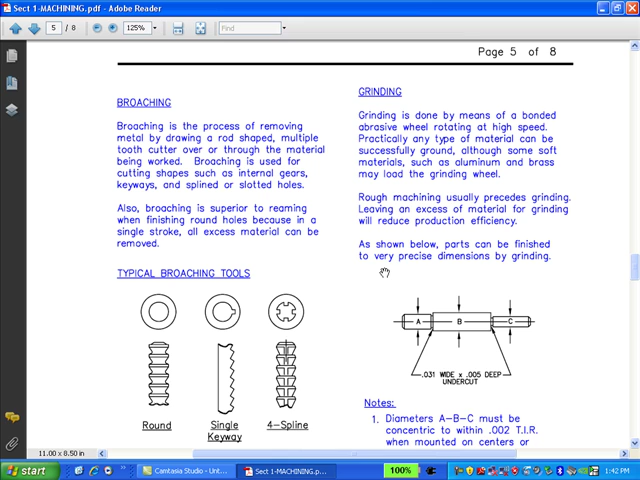 Sect 1-MACHINING.pdf - Adobe Reader
5 / 8
125%
Find
Page 5 of 8
BROACHING
Broaching is the process of removing
metal by drawing a rod shaped, multiple
tooth cutter over or through the material
being worked. Broaching is used for
cutting shapes such as internal gears,
keyways, and splined or slotted holes.
Also, broaching is superior to reaming
when finishing round holes because in a
single stroke, all excess material can be
removed.
TYPICAL BROACHING TOOLS
Round
Single
Keyway
4-Spline
GRINDING
Grinding is done by means of a bonded
abrasive wheel rotating at high speed.
Practically any type of material can be
successfully ground, although some soft
materials, such as aluminum and brass
may load the grinding wheel.
Rough machining usually precedes grinding.
Leaving an excess of material for grinding
will reduce production efficiency.
As shown below, parts can be finished
to very precise dimensions by grinding.
A B C
.031 WIDE x .005 DEEP
UNDERCUT
Notes:
1. Diameters A-B-C must be
concentric to within .002 T.I.R.
when mounted on centers or
11.00 x 8.50 in
start
Camtasia Studio - Unt...
Sect 1-MACHINING.p...
100%
1:42 PM